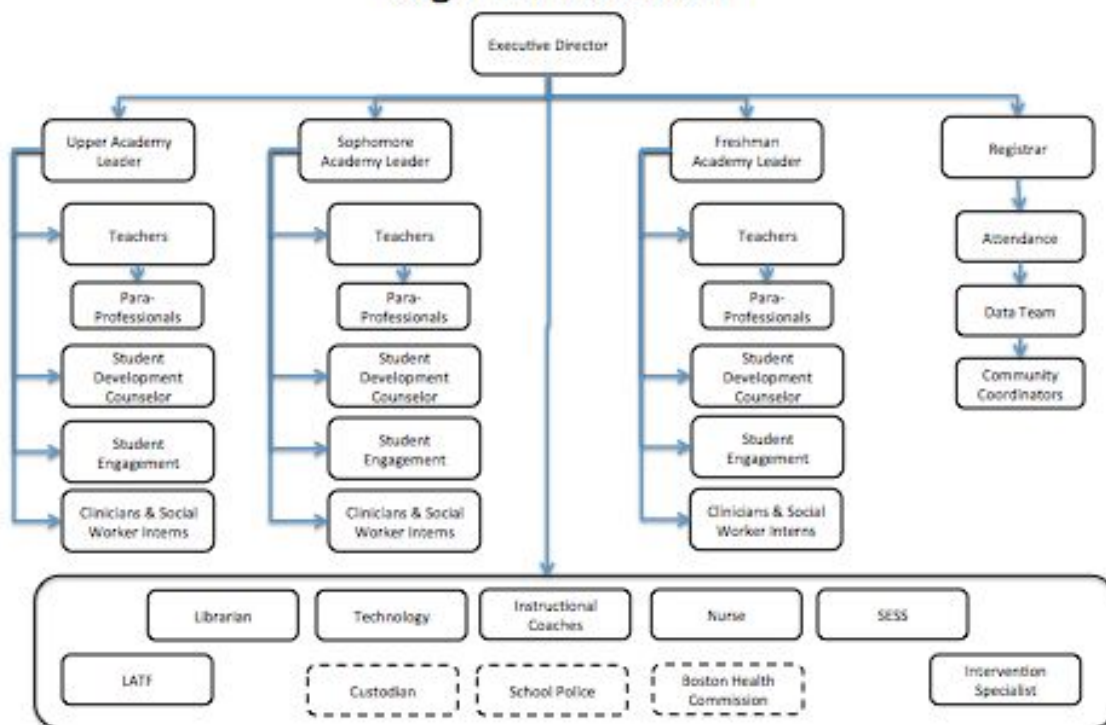 Executive Director
Upper Academy
Leader
Sophomore
Academy Leader
Freshman
Academy Leader
Registrar
Teachers
Teachers
Teachers
Attendance
Para-
Professionals
Para-
Professionals
Para-
Professionals
Data Team
Student
Development
Counselor
Student
Development
Counselor
Student
Development
Counselor
Community
Coordinators
Student
Engagement
Student
Engagement
Student
Engagement
Clinicians & Social
Worker Interns
Clinicians & Social
Worker Interns
Clinicians & Social
Worker Interns
Librarian
Technology
Instructional
Coaches
Nurse
SESS
LATF
Custodian
School Police
Boston Health
Commission
Intervention
Specialist